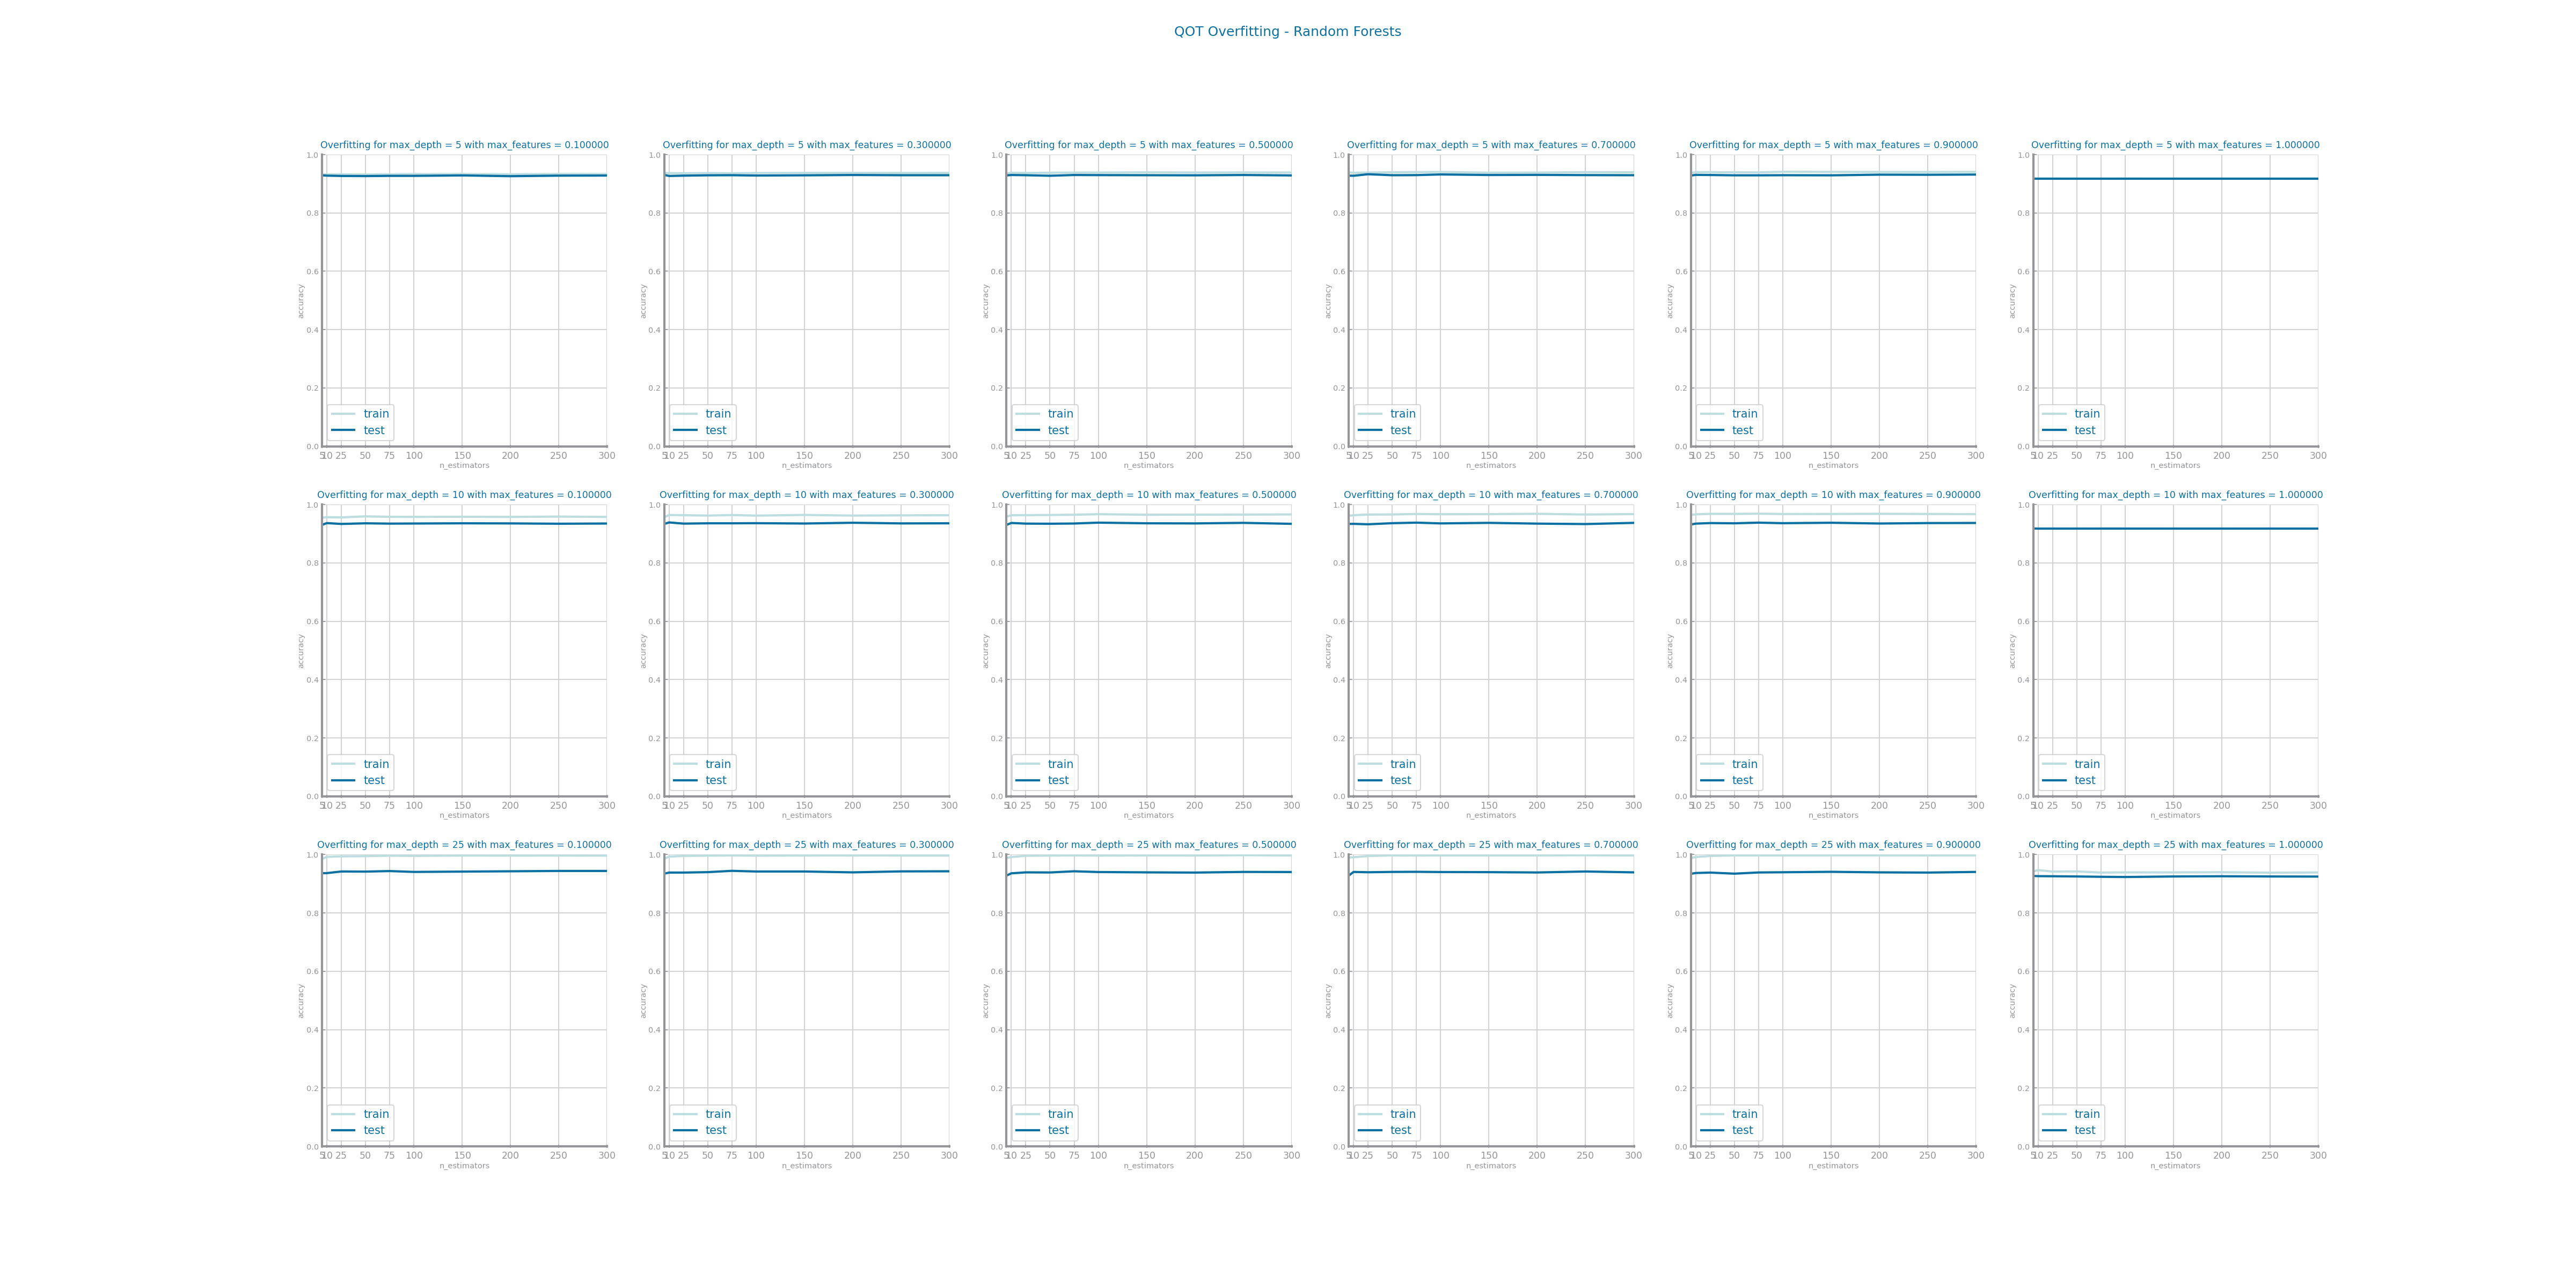 QOT Overfitting - Random Forests
Overfitting for max_depth = 5 with max_features = 0.100000
1.0
0.8
0.6
accuracy
0.4
0.2
train
test
0.0
5 10 25 50 75 100 150 200 250 300
n_estimators
Overfitting for max_depth = 5 with max_features = 0.300000
1.0
0.8
0.6
accuracy
0.4
0.2
train
test
0.0
5 10 25 50 75 100 150 200 250 300
n_estimators
Overfitting for max_depth = 5 with max_features = 0.500000
1.0
0.8
0.6
accuracy
0.4
0.2
train
test
0.0
5 10 25 50 75 100 150 200 250 300
n_estimators
Overfitting for max_depth = 5 with max_features = 0.700000
1.0
0.8
0.6
accuracy
0.4
0.2
train
test
0.0
5 10 25 50 75 100 150 200 250 300
n_estimators
Overfitting for max_depth = 5 with max_features = 0.900000
1.0
0.8
0.6
accuracy
0.4
0.2
train
test
0.0
5 10 25 50 75 100 150 200 250 300
n_estimators
Overfitting for max_depth = 5 with max_features = 1.000000
1.0
0.8
0.6
accuracy
0.4
0.2
train
test
0.0
5 10 25 50 75 100 150 200 250 300
n_estimators
Overfitting for max_depth = 10 with max_features = 0.100000
1.0
0.8
0.6
accuracy
0.4
0.2
train
test
0.0
5 10 25 50 75 100 150 200 250 300
n_estimators
Overfitting for max_depth = 10 with max_features = 0.300000
1.0
0.8
0.6
accuracy
0.4
0.2
train
test
0.0
5 10 25 50 75 100 150 200 250 300
n_estimators
Overfitting for max_depth = 10 with max_features = 0.500000
1.0
0.8
0.6
accuracy
0.4
0.2
train
test
0.0
5 10 25 50 75 100 150 200 250 300
n_estimators
Overfitting for max_depth = 10 with max_features = 0.700000
1.0
0.8
0.6
accuracy
0.4
0.2
train
test
0.0
5 10 25 50 75 100 150 200 250 300
n_estimators
Overfitting for max_depth = 10 with max_features = 0.900000
1.0
0.8
0.6
accuracy
0.4
0.2
train
test
0.0
5 10 25 50 75 100 150 200 250 300
n_estimators
Overfitting for max_depth = 10 with max_features = 1.000000
1.0
0.8
0.6
accuracy
0.4
0.2
train
test
0.0
5 10 25 50 75 100 150 200 250 300
n_estimators
Overfitting for max_depth = 25 with max_features = 0.100000
1.0
0.8
0.6
accuracy
0.4
0.2
train
test
0.0
5 10 25 50 75 100 150 200 250 300
n_estimators
Overfitting for max_depth = 25 with max_features = 0.300000
1.0
0.8
0.6
accuracy
0.4
0.2
train
test
0.0
5 10 25 50 75 100 150 200 250 300
n_estimators
Overfitting for max_depth = 25 with max_features = 0.500000
1.0
0.8
0.6
accuracy
0.4
0.2
train
test
0.0
5 10 25 50 75 100 150 200 250 300
n_estimators
Overfitting for max_depth = 25 with max_features = 0.700000
1.0
0.8
0.6
accuracy
0.4
0.2
train
test
0.0
5 10 25 50 75 100 150 200 250 300
n_estimators
Overfitting for max_depth = 25 with max_features = 0.900000
1.0
0.8
0.6
accuracy
0.4
0.2
train
test
0.0
5 10 25 50 75 100 150 200 250 300
n_estimators
Overfitting for max_depth = 25 with max_features = 1.000000
1.0
0.8
0.6
accuracy
0.4
0.2
train
test
0.0
5 10 25 50 75 100 150 200 250 300
n_estimators